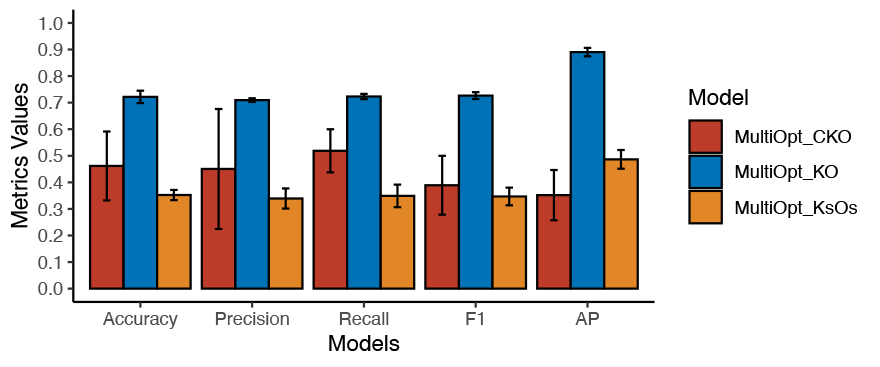 Metrics Values
1.0
0.9
0.8
0.7
0.6
0.5
0.4
0.3
0.2
0.1
0.0
Accuracy Precision Recall F1 AP
Models
Model
MultiOpt_CKO
MultiOpt_KO
MultiOpt_KsOs